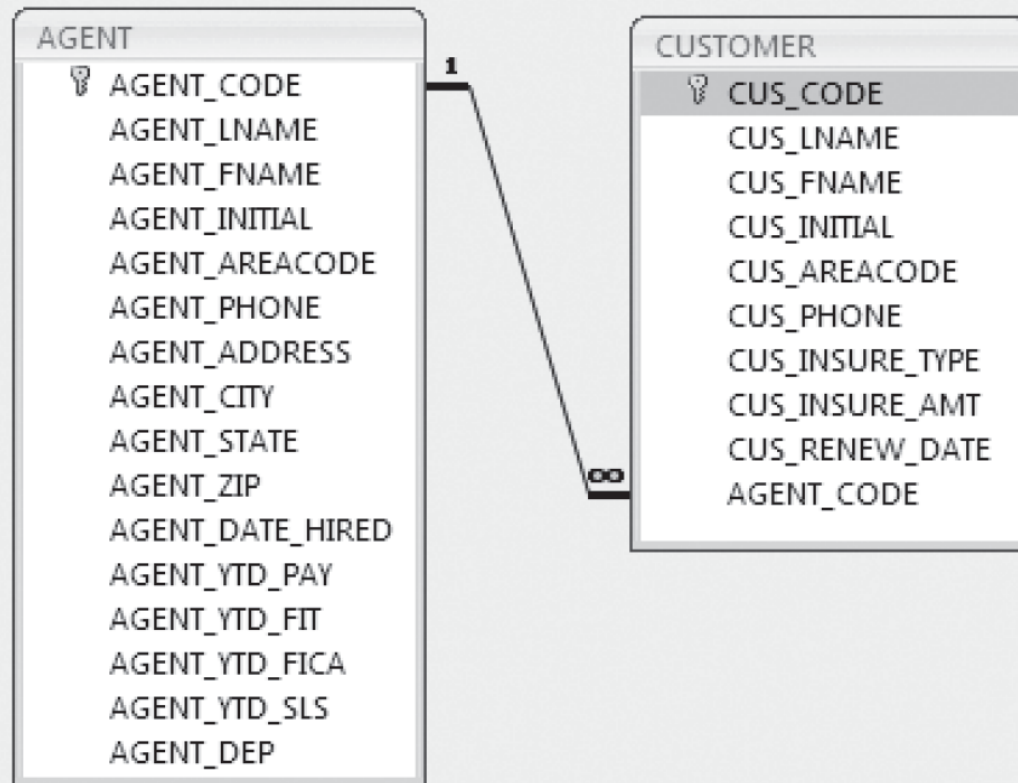 AGENT
AGENT_CODE
AGENT_LNAME
AGENT_FNAME
AGENT_INITIAL
AGENT_AREACODE
AGENT_PHONE
AGENT_ADDRESS
AGENT_CITY
AGENT_STATE
AGENT_ZIP
AGENT_DATE_HIRED
AGENT_YTD_PAY
AGENT_YTD_FIT
AGENT_YTD_FICA
AGENT_YTD_SLS
AGENT_DEP
1
∞
CUSTOMER
CUS_CODE
CUS_LNAME
CUS_FNAME
CUS_INITIAL
CUS_AREACODE
CUS_PHONE
CUS_INSURE_TYPE
CUS_INSURE_AMT
CUS_RENEW_DATE
AGENT_CODE